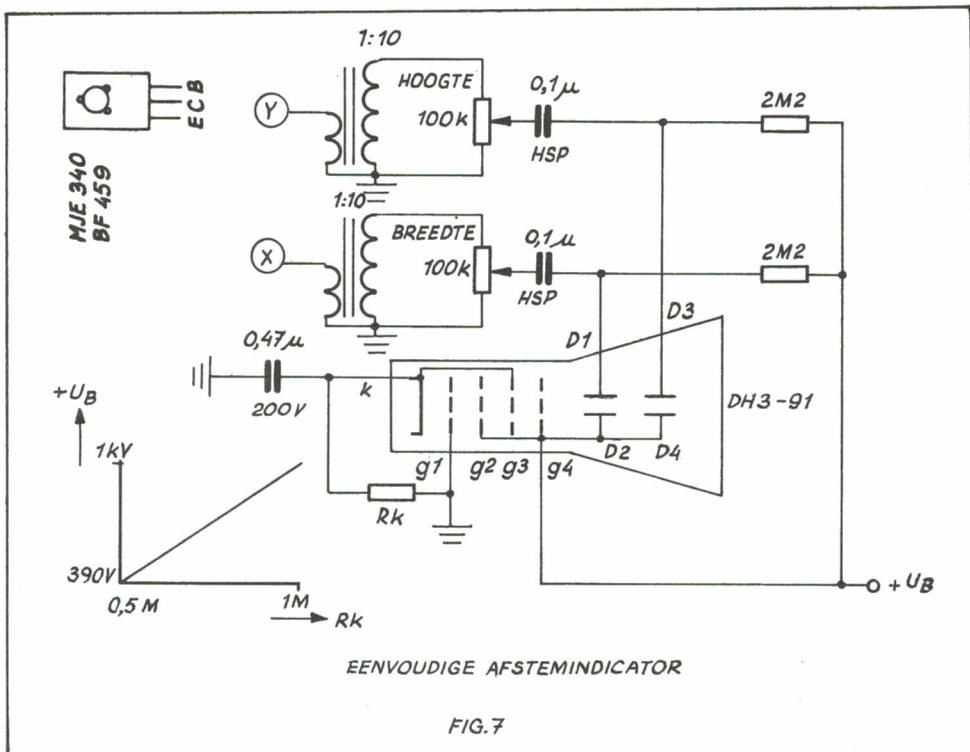 1:10
HOOGTE
100k
0,1µ
HSP
2M2
Y
B
C
E
MJE 340
BF 459
1:10
BREEDTE
100k
0,1µ
HSP
2M2
X
D1
D3
0,47µ
200V
k
DH3-91
D2
D4
g1
g2
g3
g4
Rk
+UB
1kV
390V
0,5M
1M
Rk
+UB
EENVOUDIGE AFSTEMINDICATOR
FIG.7